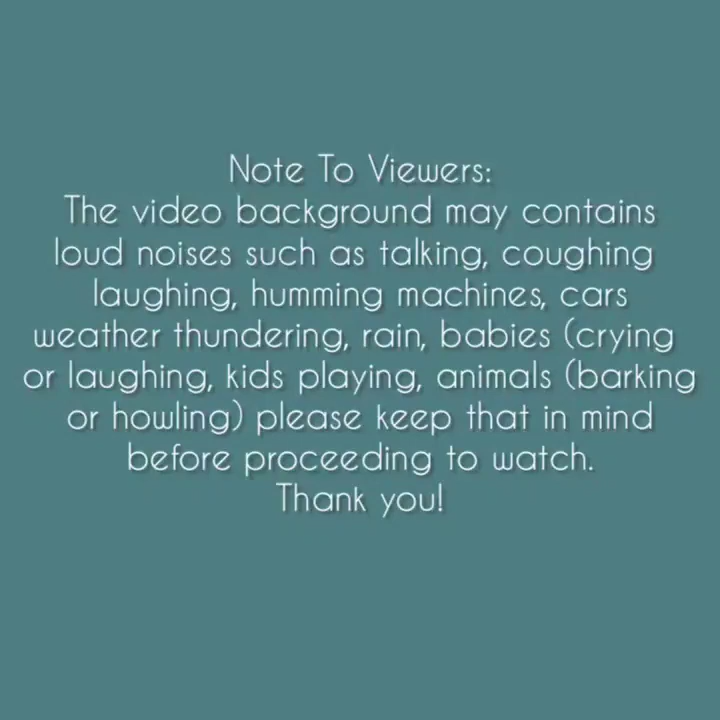 Note To Viewers:
The video background may contains
loud noises such as talking, coughing
laughing, humming machines, cars
weather thundering, rain, babies (crying
or laughing, kids playing, animals (barking
or howling) please keep that in mind
before proceeding to watch.
Thank you!